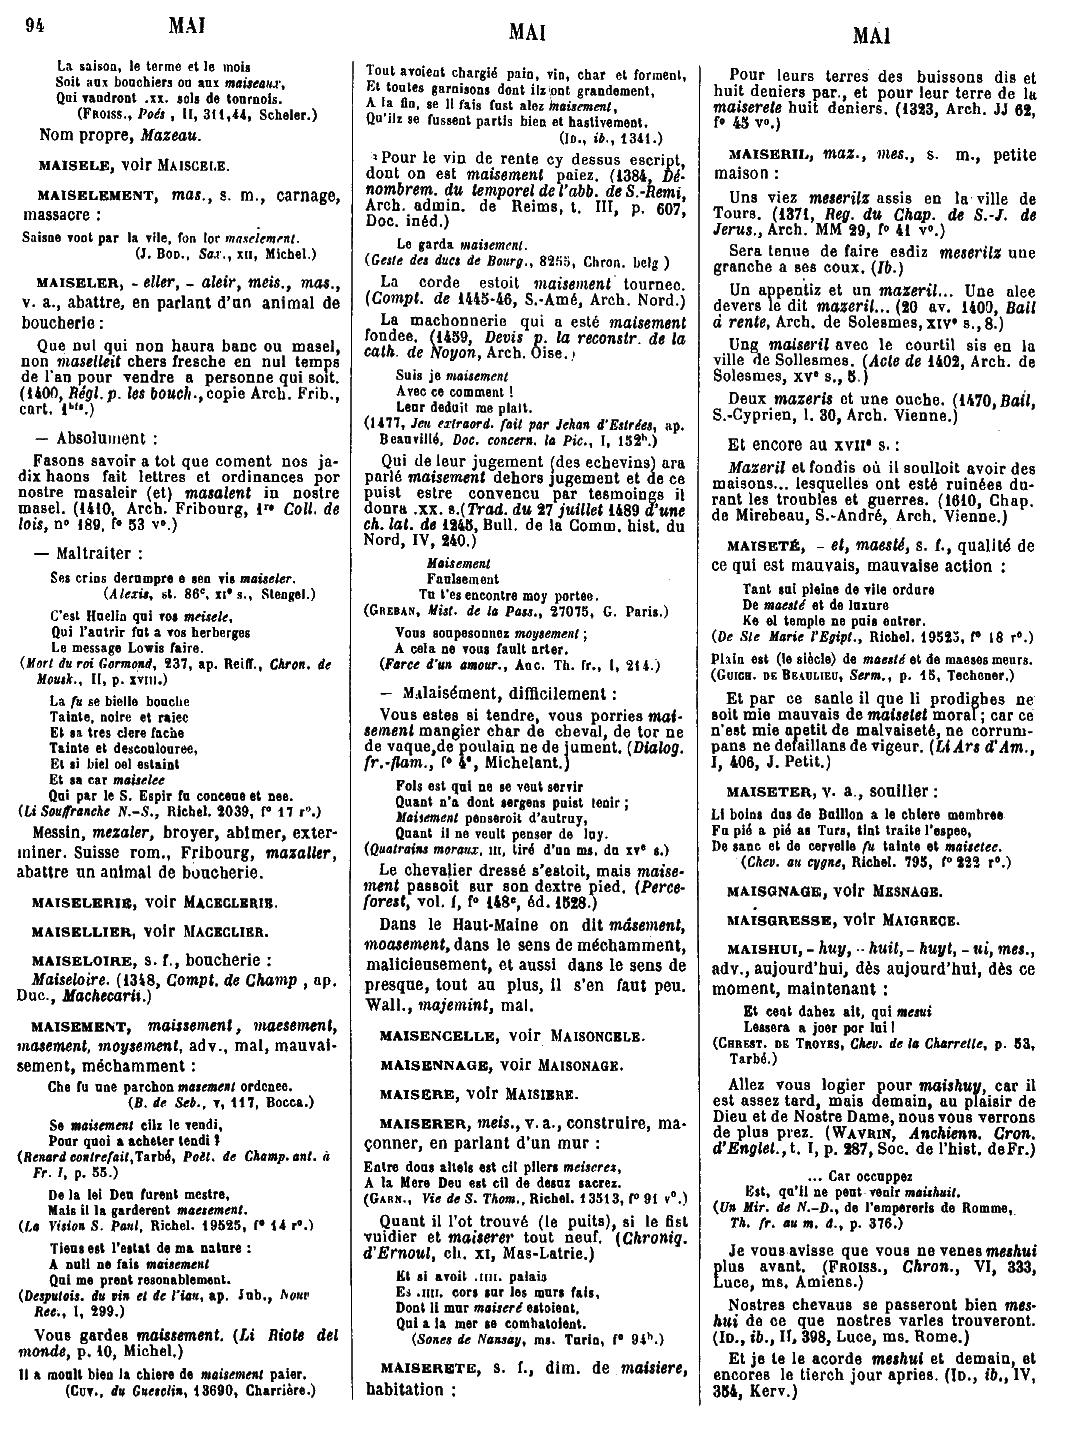 94
MAI
MAI
MAI
La saison, le terme et le mois
Soit aux bouchiers ou aux maiseaux,
Qui vaudront .xx. sols de tournois.
(FROISS., Poés , II, 311,44, Scheler.)
Nom propre, Mazeau.
MAISELE, voir MAISCELE.
MAISELEMENT, mas., s. m., carnage,
massacre :
Saisne vont par la vile, fon lor maselement.
(J. BOD., Sax., XII, Michel.)
MAISELER, - eller, - aleir, meis., mas.,
v. a., abattre, en parlant d'un animal de
boucherie :
Que nul qui non haura banc ou masel,
non maselleit chers fresche en nul temps
de l'an pour vendre a personne qui soit.
(1400, Régl. p. les bouch., copie Arch. Frib.,
cart. 1bis.)
— Absolument :
Fasons savoir a tot que coment nos ja-
dix haons fait lettres et ordinances por
nostre masaleir (et) masalent in nostre
masel. (1410, Arch. Fribourg, 1re Coll. de
lois, n° 189, f° 53 v°.)
— Maltraiter :
Ses crins derumpre e sen vis maiseler.
(Alexis, st. 86e, XIe s., Stengel.)
C'est Huelin qui vos meisele,
Qui l'autrir fut a vos herberges
Le message Lowis faire.
(Mort du roi Gormond, 237, ap. Reiff., Chron. de
Mousk., II, p. XVIII.)
La fu se bielle bouche
Tainte, noire et raiec
Et sa tres clere fache
Tainte et descoulouree,
Et si biel oel estaint
Et sa car maiselee
Qui par le S. Espir fu conceue et nee.
(Li Souffranche N.-S., Richel. 2039, f° 17 r°.)
Messin, mezaler, broyer, abîmer, exter-
miner. Suisse rom., Fribourg, mazaller,
abattre un animal de boucherie.
MAISELERIE, voir MACECLERIE.
MAISELLIER, voir MACECLIER.
MAISELOIRE, s. f., boucherie :
Maiseloire. (1348, Compt. de Champ , ap.
Duc., Machecarii.)
MAISEMENT, maissement, maesement,
masement, moysement, adv., mal, mauvai-
sement, méchamment :
Che fu une parchon masement ordonee.
(B. de Seb., V, 117, Bocca.)
Se maisement cilz le vendi,
Pour quoi a acheter tendi ?
(Renard contrefait, Tarbé, Poët. de Champ. ant. à
Fr. I, p. 55.)
De la lei Deu furent mestre,
Mais il la garderent maesement.
(La Vision S. Paul, Richel. 19525, f° 14 r°.)
Tiens est l'estat de ma nature :
A null ne fais maisement
Qui me prent resonablement.
(Desputois. du vin et de l'iau, ap. Jub., Nouv
Rec., I, 299.)
Vous gardes maissement. (Li Riote del
monde, p. 10, Michel.)
Il a moult bien la chiere de maisement paier.
(CUV., du Guesclin, 13690, Charrière.)
Tout avoient chargié pain, vin, char et forment,
Et toutes garnisons dont ilz ont grandement,
A la fin, se il fais fust alez maisement,
Qu'ilz se fussent partis bien et hastivement.
(ID., ib., 1341.)
Pour le vin de rente cy dessus escript,
dont on est maisement paiez. (1384, Dé-
nombrem. du temporel de l'abb. de S.-Remi,
Arch. admin. de Reims, t. III, p. 607,
Doc. inéd.)
Le garda maisement.
(Geste des ducs de Bourg., 8255, Chron. belg )
La corde estoit maisement tournee.
(Compt. de 1445-46, S.-Amé, Arch. Nord.)
La machonnerie qui a esté maisement
fondee. (1459, Devis p. la reconstr. de la
cath. de Noyon, Arch. Oise.)
Suis je maisement
Avec ce comment !
Leur deduit me plait.
(1477, Jeu extraord. fait par Jehan d'Estrées, ap.
Beauvillé, Doc. concern. la Pic., I, 152b.)
Qui de leur jugement (des echevins) ara
parlé maisement dehors jugement et de ce
puist estre convencu par tesmoings il
donra .xx. s. (Trad. du 27 juillet 1489 d'une
ch. lat. de 1245, Bull. de la Comm. hist. du
Nord, IV, 240.)
Maisement
Faulsement
Tu t'es encontre moy portee.
(GREBAN, Mist. de la Pass., 27075, G. Paris.)
Vous soupesonnez moysement ;
A cela ne vous fault arter.
(Farce d'un amour., Anc. Th. fr., I, 214.)
— Malaisément, difficilement :
Vous estes si tendre, vous porries mai-
sement mangier char de cheval, de tor ne
de vaque, de poulain ne de jument. (Dialog.
fr.-flam., f° 4a, Michelant.)
Fols est qui ne se veut servir
Quant n'a dont sergens puist tenir ;
Maisement penseroit d'autruy,
Quant il ne veult penser de luy.
(Quatrains moraux, III, tiré d'un ms. du XVe s.)
Le chevalier dressé s'estoit, mais maise-
ment passoit sur son dextre pied. (Perce-
forest, vol. I, f° 148c, éd. 1528.)
Dans le Haut-Maine on dit mâsement,
moasement, dans le sens de méchamment,
malicieusement, et aussi dans le sens de
presque, tout au plus, il s'en faut peu.
Wall., majemint, mal.
MAISENCELLE, voir MAISONCELE.
MAISENNAGE, voir MAISONAGE.
MAISERE, voir MAISIERE.
MAISERER, meis., v. a., construire, ma-
çonner, en parlant d'un mur :
Entre dous altels est cil pilers meiserez,
A la Mere Deu est cil de desuz sacrez.
(GARN., Vie de S. Thom., Richel. 13513, f° 91 v°.)
Quant il l'ot trouvé (le puits), si le fist
vuidier et maiserer tout neuf. (Chroniq.
d'Ernoul, ch. XI, Mas-Latrie.)
Et si avoit .IIII. palais
Es .IIII. cors sur les murs fais,
Dont li mur maiseré estoient,
Qui a la mer se combatoient.
(Sones de Nansay, ms. Turin, f° 94b.)
MAISERETE, s. f., dim. de maisiere,
habitation :
Pour leurs terres des buissons dis et
huit deniers par., et pour leur terre de la
maiserete huit deniers. (1323, Arch. JJ 62,
f° 45 v°.)
MAISERIL, maz., mes., s. m., petite
maison :
Uns viez meserilz assis en la ville de
Tours. (1371, Reg. du Chap. de S.-J. de
Jerus., Arch. MM 29, f° 41 v°.)
Sera tenue de faire esdiz meserilz une
granche a ses coux. (Ib.)
Un appentiz et un mazeril... Une alee
devers le dit mazeril... (20 av. 1400, Bail
à rente, Arch. de Solesmes, XIVe s., 8.)
Ung maiseril avec le courtil sis en la
ville de Sollesmes. (Acte de 1402, Arch. de
Solesmes, XVe s., 5.)
Deux mazeris et une ouche. (1470, Bail,
S.-Cyprien, l. 30, Arch. Vienne.)
Et encore au XVIIe s. :
Mazeril et fondis où il soulloit avoir des
maisons... lesquelles ont esté ruinées du-
rant les troubles et guerres. (1610, Chap.
de Mirebeau, S.-André, Arch. Vienne.)
MAISETÉ, - et, maesté, s. f., qualité de
ce qui est mauvais, mauvaise action :
Tant sui pleine de vile ordure
De maesté et de luxure
Ke el temple ne puis entrer.
(De Ste Marie l'Egipt., Richel. 19525, f° 18 r°.)
Plain est (le siècle) de maesté et de maeses meurs.
(GUICH. DE BEAULIEU, Serm., p. 15, Techener.)
Et par ce sanle il que li prodighes ne
soit mie mauvais de maisetet moral ; car ce
n'est mie apetit de malvaiseté, ne corrum-
pans ne defaillans de vigeur. (Li Ars d'Am.,
I, 406, J. Petit.)
MAISETER, v. a., souiller :
Li boins dus de Buillon a le chiere membree
Fu pié a pié as Turs, tint traite l'espee,
De sanc et de cervelle fu tainte et maisetee.
(Chev. au cygne, Richel. 795, f° 222 r°.)
MAISGNAGE, voir MESNAGE.
MAISGRESSE, voir MAIGRECE.
MAISHUI, - huy, - huit, - huyt, - ui, mes.,
adv., aujourd'hui, dès aujourd'hui, dès ce
moment, maintenant :
Et cent dahez ait, qui mesui
Lessera a joer por lui !
(CHREST. DE TROYES, Chev. de la Charrette, p. 53,
Tarbé.)
Allez vous logier pour maishuy, car il
est assez tard, mais demain, au plaisir de
Dieu et de Nostre Dame, nous vous verrons
de plus prez. (WAVRIN, Anchienn. Cron.
d'Englet., t. I, p. 287, Soc. de l'hist. de Fr.)
... Car occuppez
Est, qu'il ne peut venir maishuit.
(Un Mir. de N.-D., de l'empereris de Romme,
Th. fr. au m. â., p. 376.)
Je vous avisse que vous ne venes meshui
plus avant. (FROISS., Chron., VI, 333,
Luce, ms. Amiens.)
Nostres chevaus se passeront bien mes-
hui de ce que nostres varles trouveront.
(ID., ib., II, 398, Luce, ms. Rome.)
Et je te le acorde meshui et demain, et
encores le tierch jour apries. (ID., ib., IV,
354, Kerv.)